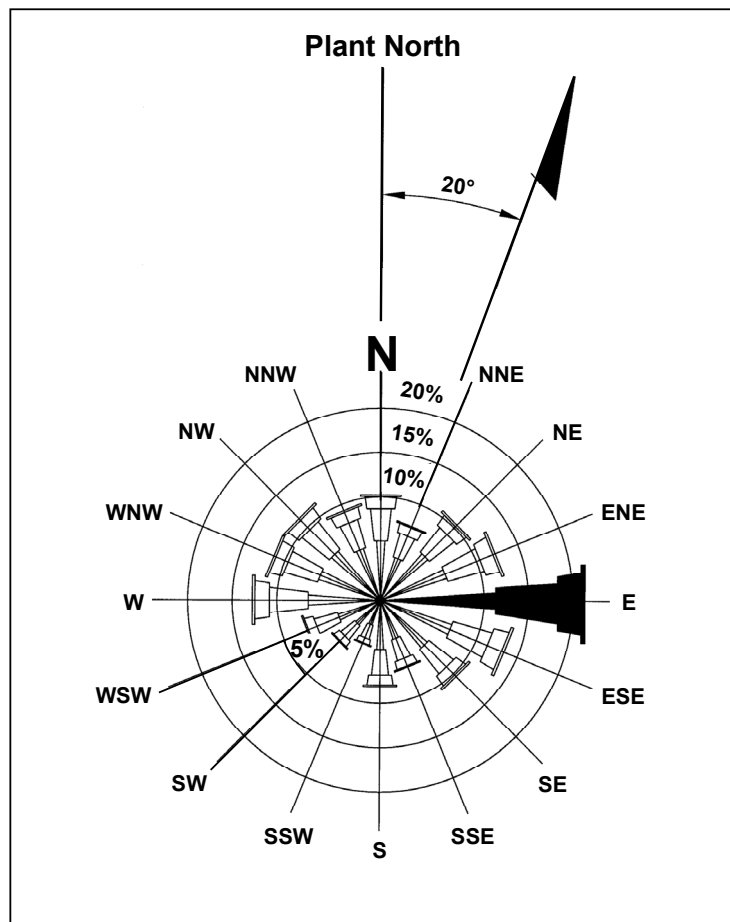 Plant North
20°
N
NNW
20%
NNE
NW
15%
NE
10%
WNW
ENE
W
E
5%
WSW
ESE
SW
SE
SSW
SSE
S